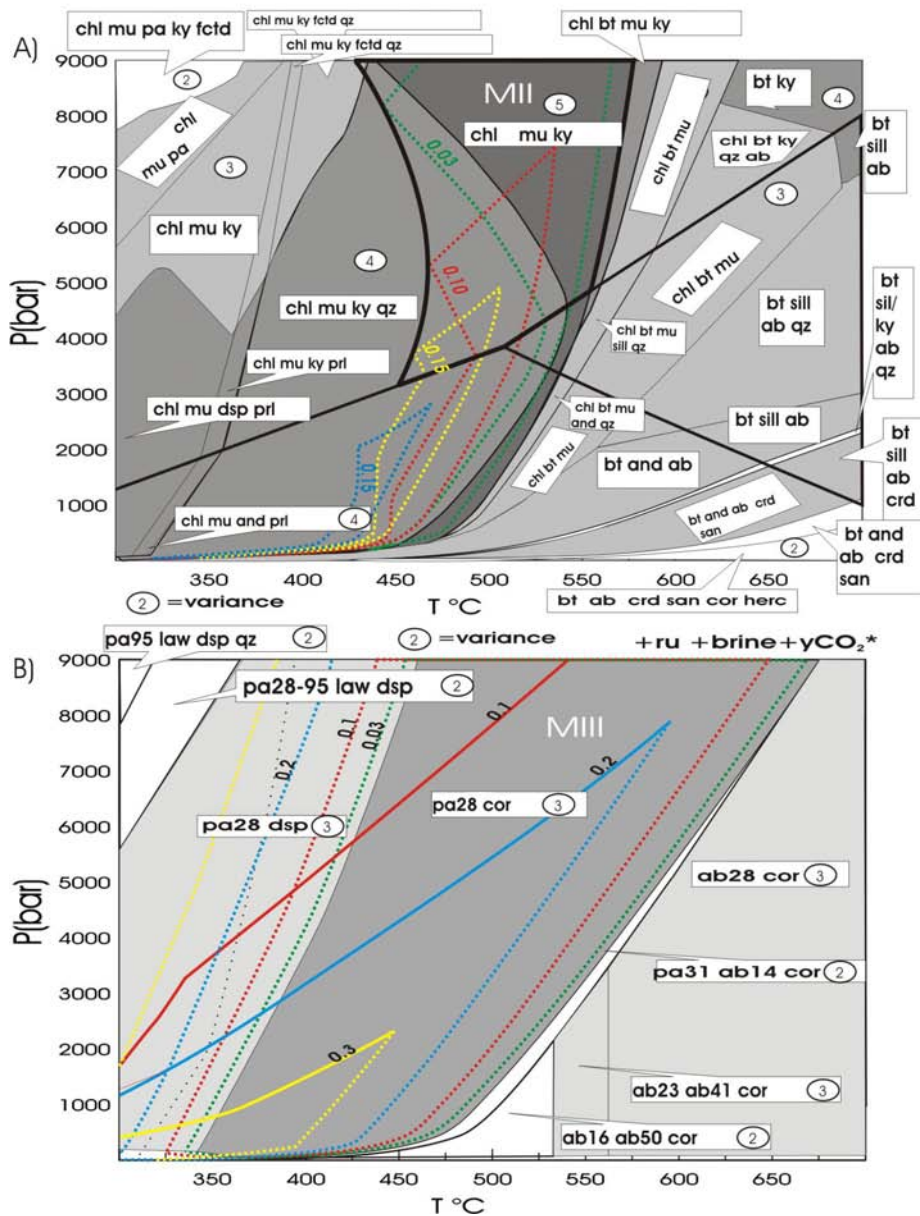 A)
chl mu pa ky fctd
chl mu ky fctd qz
chl mu ky fctd qz
chl bt mu ky
9000
8000
7000
6000
5000
4000
3000
2000
1000
P(bar)
2
chl
mu pa
3
chl mu ky
4
chl mu ky qz
chl mu ky prl
chl mu dsp prl
chl mu and prl
4
MII
5
chl mu ky
0.03
0.10
0.15
0.15
chl bt mu
bt ky
4
chl bt ky
qz ab
3
bt
sill
ab
chl bt mu
chl bt mu
sill qz
bt sill
ab qz
bt
sil/
ky
ab
qz
chl bt mu
and qz
chl bt mu
bt sill ab
bt and ab
bt
sill
ab
crd
bt and ab crd
san
2
bt and
ab crd
san
bt ab crd san cor herc
350
400
450
500
550
600
650
T °C
2 =variance
B)
pa95 law dsp qz 2
2 =variance
+ru +brine+yCO2*
pa28-95 law dsp 2
9000
8000
7000
6000
5000
4000
3000
2000
1000
P(bar)
0.2
0.1
0.03
0.1
MIII
0.2
pa28 dsp 3
pa28 cor 3
0.3
ab28 cor 3
pa31 ab14 cor 2
ab23 ab41 cor 3
ab16 ab50 cor 2
350
400
450
500
550
600
650
T °C